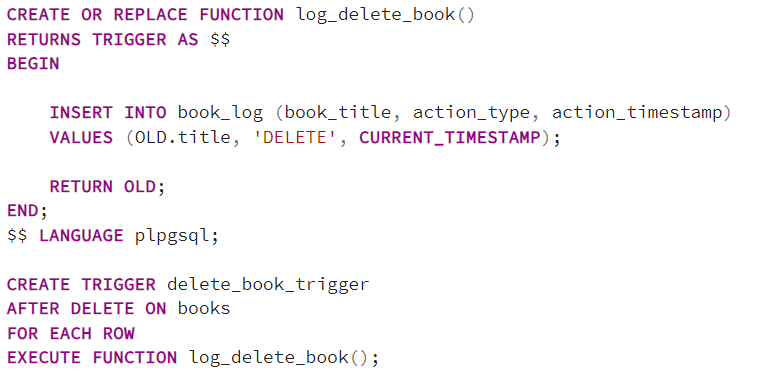 CREATE OR REPLACE FUNCTION log_delete_book()
RETURNS TRIGGER AS $$
BEGIN
INSERT INTO book_log (book_title, action_type, action_timestamp)
VALUES (OLD.title, 'DELETE', CURRENT_TIMESTAMP);
RETURN OLD;
END;
$$ LANGUAGE plpgsql;
CREATE TRIGGER delete_book_trigger
AFTER DELETE ON books
FOR EACH ROW
EXECUTE FUNCTION log_delete_book();